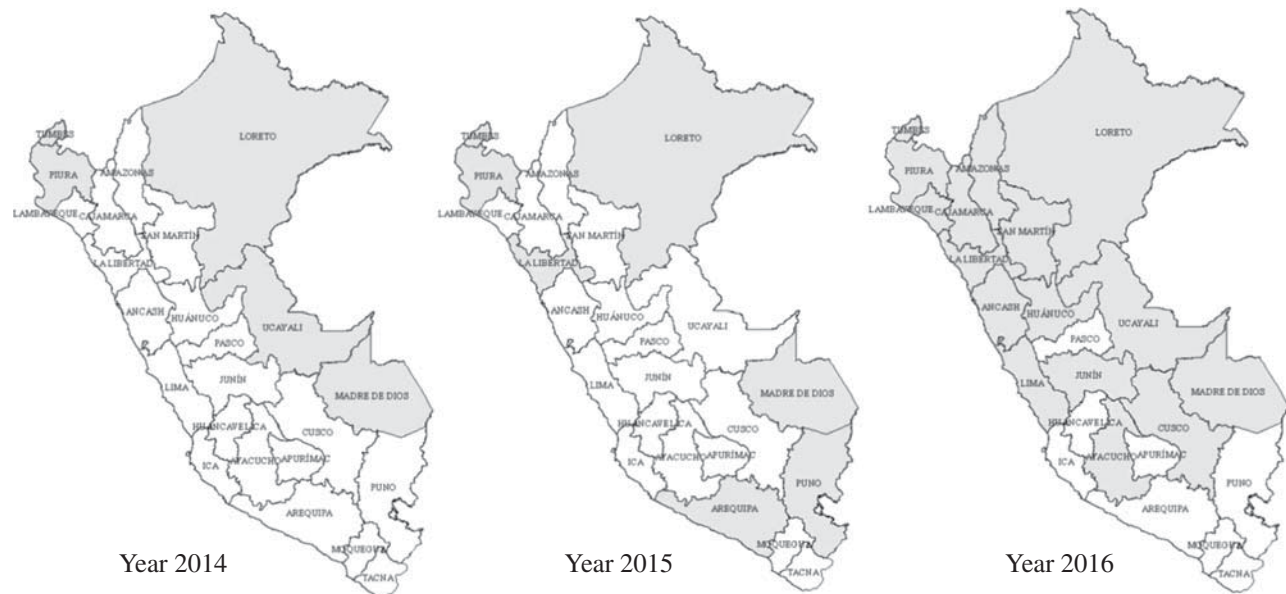 TUMBES
LORETO
PIURA
AMAZONAS
LAMBAYEQUE
CAJAMARCA
SAN MARTÍN
LA LIBERTAD
ANCASH
HUÁNUCO
UCAYALI
PASCO
LIMA
JUNÍN
MADRE DE DIOS
HUANCAVELICA
CUSCO
ICA
AYACUCHO
APURÍMAC
PUNO
AREQUIPA
MOQUEGUA
TACNA
Year 2014
TUMBES
LORETO
PIURA
AMAZONAS
LAMBAYEQUE
CAJAMARCA
SAN MARTÍN
LA LIBERTAD
ANCASH
HUÁNUCO
UCAYALI
PASCO
LIMA
JUNÍN
MADRE DE DIOS
HUANCAVELICA
CUSCO
ICA
AYACUCHO
APURÍMAC
PUNO
AREQUIPA
MOQUEGUA
TACNA
Year 2015
TUMBES
LORETO
PIURA
AMAZONAS
LAMBAYEQUE
CAJAMARCA
SAN MARTÍN
LA LIBERTAD
ANCASH
HUÁNUCO
UCAYALI
PASCO
LIMA
JUNÍN
MADRE DE DIOS
HUANCAVELICA
CUSCO
ICA
AYACUCHO
APURÍMAC
PUNO
AREQUIPA
MOQUEGUA
TACNA
Year 2016